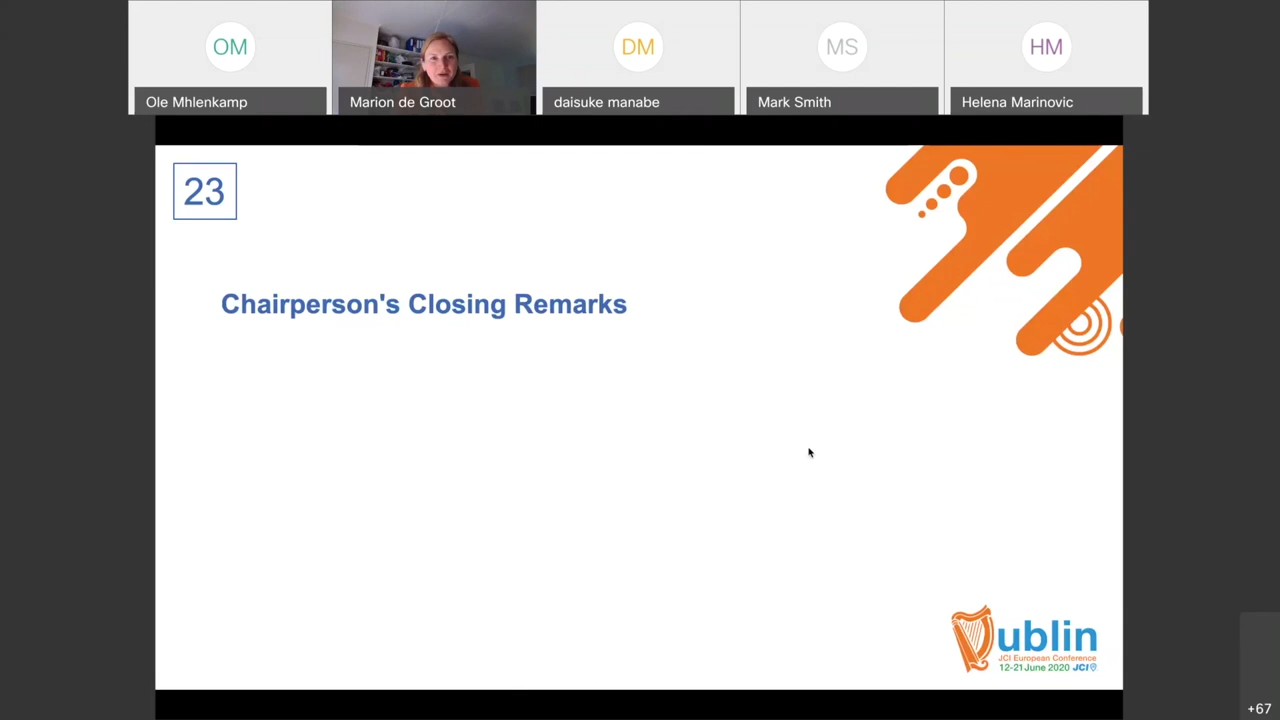 OM
DM
MS
HM
Ole Mhlenkamp
Marion de Groot
daisuke manabe
Mark Smith
Helena Marinovic
23
Chairperson's Closing Remarks
ublin
JCI European Conference
12-21 June 2020 JCI
+67